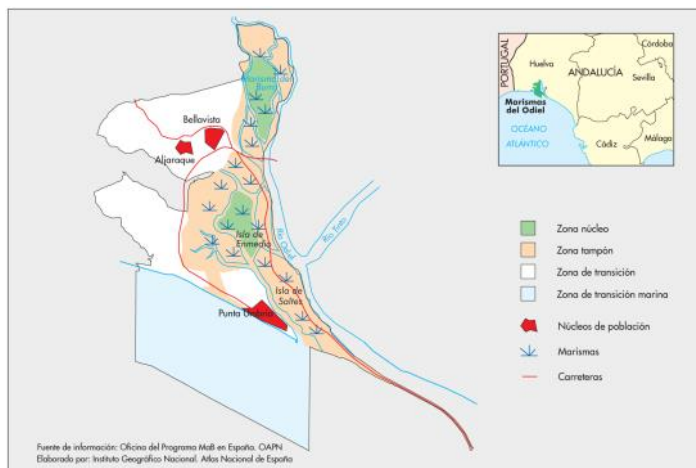 Marismas del
Burro
Bellavista
Aljaraque
Isla de
Enmedio
Río Odiel
Río Tinto
Isla de
Saltés
Punta Umbría
PORTUGAL
Huelva
Córdoba
ANDALUCÍA
Sevilla
Marismas
del Odiel
OCÉANO
ATLÁNTICO
Cádiz
Málaga
Zona núcleo
Zona tampón
Zona de transición
Zona de transición marina
Núcleos de población
Marismas
Carreteras
Fuente de información: Oficina del Programa MaB en España. OAPN
Elaborado por: Instituto Geográfico Nacional. Atlas Nacional de España